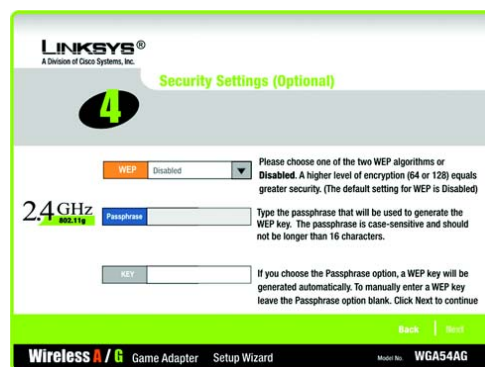 LINKSYS®
A Division of Cisco Systems, Inc.
Security Settings (Optional)
4
WEP Disabled
Please choose one of the two WEP algorithms or
Disabled. A higher level of encryption (64 or 128) equals
greater security. (The default setting for WEP is Disabled)
2.4 GHz
802.11g
Passphrase
Type the passphrase that will be used to generate the
WEP key. The passphrase is case-sensitive and should
not be longer than 16 characters.
KEY
If you choose the Passphrase option, a WEP key will be
generated automatically. To manually enter a WEP key
leave the Passphrase option blank. Click Next to continue
Back | Next
Wireless A / G Game Adapter Setup Wizard Model No. WGA54AG